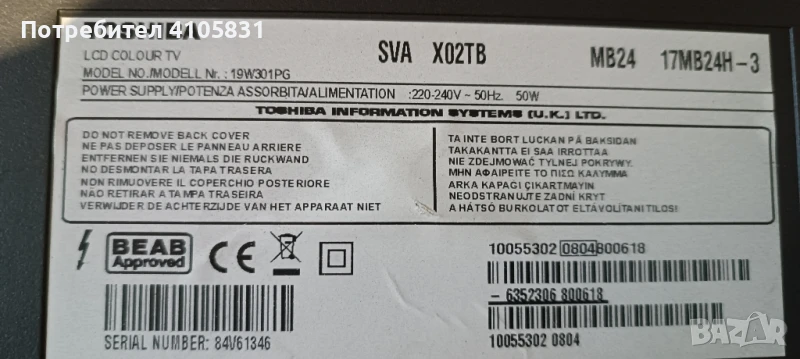 Потребител 4105831
TOSHIBA
LCD COLOUR TV
SVA X02TB
MB24 17MB24H-3
MODEL NO./MODELL Nr. : 19W301PG
POWER SUPPLY/POTENZA ASSORBITA/ALIMENTATION :220-240V ~ 50Hz. 50W
TOSHIBA INFORMATION SYSTEMS (U.K.) LTD.
DO NOT REMOVE BACK COVER
NE PAS DEPOSER LE PANNEAU ARRIERE
ENTFERNEN SIE NIEMALS DIE RUCKWAND
NO DESMONTAR LA TAPA TRASERA
NON RIMUOVERE IL COPERCHIO POSTERIORE
NAO RETIRAR A TAMPA TRASEIRA
VERWIJDER DE ACHTERZIJDE VAN HET APPARAAT NIET
TA INTE BORT LUCKAN PÅ BAKSIDAN
TAKAKANTTA EI SAA IRROTTAA
NIE ZDEJMOWAĆ TYLNEJ POKRYWY.
ΜΗΝ ΑΦΑΙΡΕΙΤΕ ΤΟ ΠΙΣΩ ΚΑΛΥΜΜΑ
ARKA KAPAGI ÇIKARTMAYIN
NEODSTRANUJTE ZADNÍ KRYT
A HÁTSÓ BURKOLATOT ELTÁVOLÍTANI TILOS!
BEAB
Approved
CE
10055302 0804800618
- 6352306 800618
10055302 0804
SERIAL NUMBER: 84V61346
BAZAR